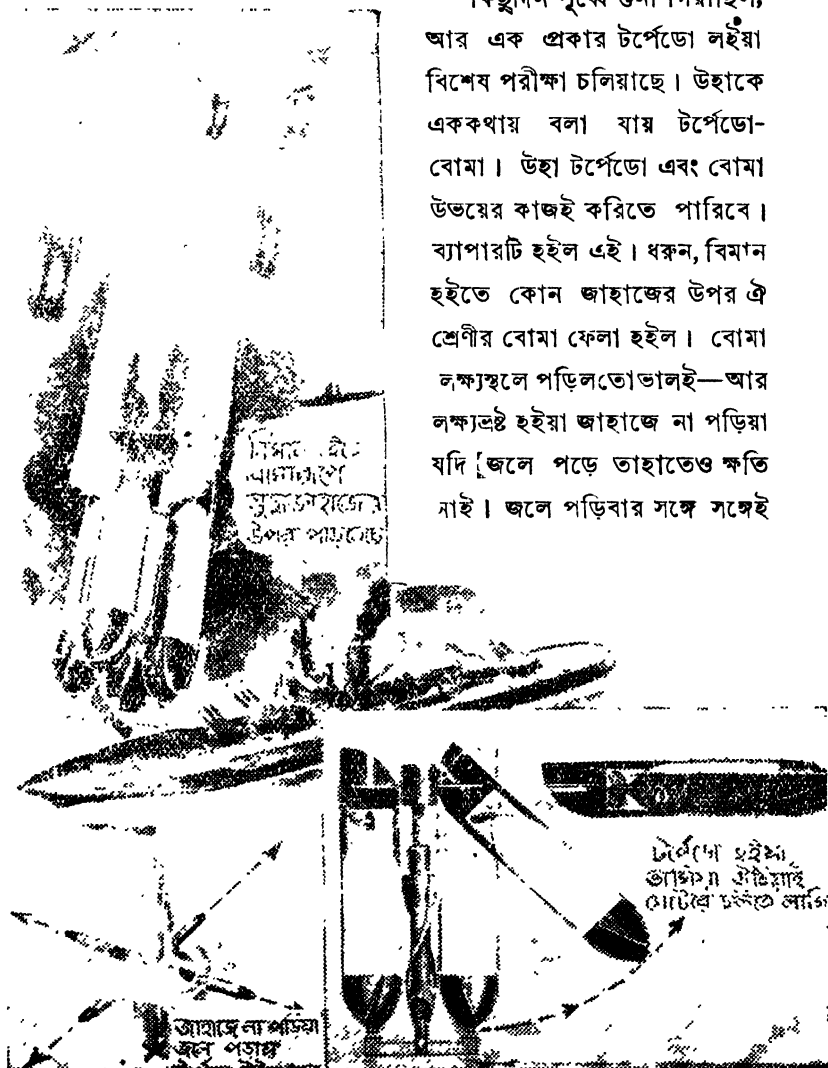 আর এক প্রকার টর্পেডো লইয়া
বিশেষ পরীক্ষা চলিয়াছে। উহাকে
এককথায় বলা যায় টর্পেডো-
বোমা। উহা টর্পেডো এবং বোমা
উভয়ের কাজই করিতে পারিবে।
ব্যাপারটি হইল এই। ধরুন, বিমান
হইতে কোন জাহাজের উপর ঐ
শ্রেণীর বোমা ফেলা হইল। বোমা
লক্ষ্যস্থলে পড়িলতোভালই—আর
লক্ষ্যভ্রষ্ট হইয়া জাহাজে না পড়িয়া
যদি জলে পড়ে তাহাতেও ক্ষতি
নাই। জলে পড়িবার সঙ্গে সঙ্গেই
উপর
হইয়া
জাহাজে না পড়িয়া
জলে